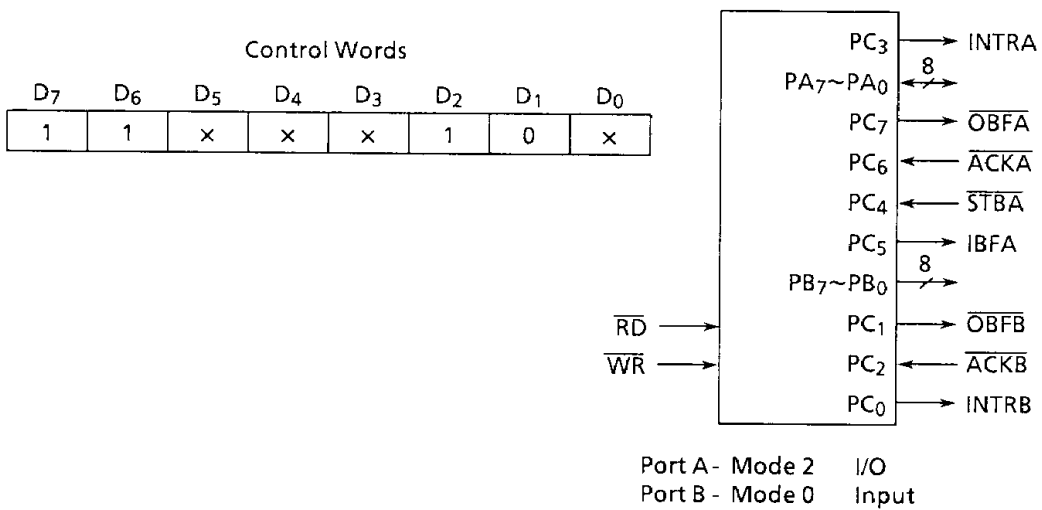 Control Words
D7 D6 D5 D4 D3 D2 D1 D0
1 1 × × × 1 0 ×
PC3 INTRA
8
PA7~PA0
PC7 OBFA
PC6 ACKA
PC4 STBA
PC5 IBFA
8
PB7~PB0
RD PC1 OBFB
WR PC2 ACKB
PC0 INTRB
Port A - Mode 2 I/O
Port B - Mode 0 Input